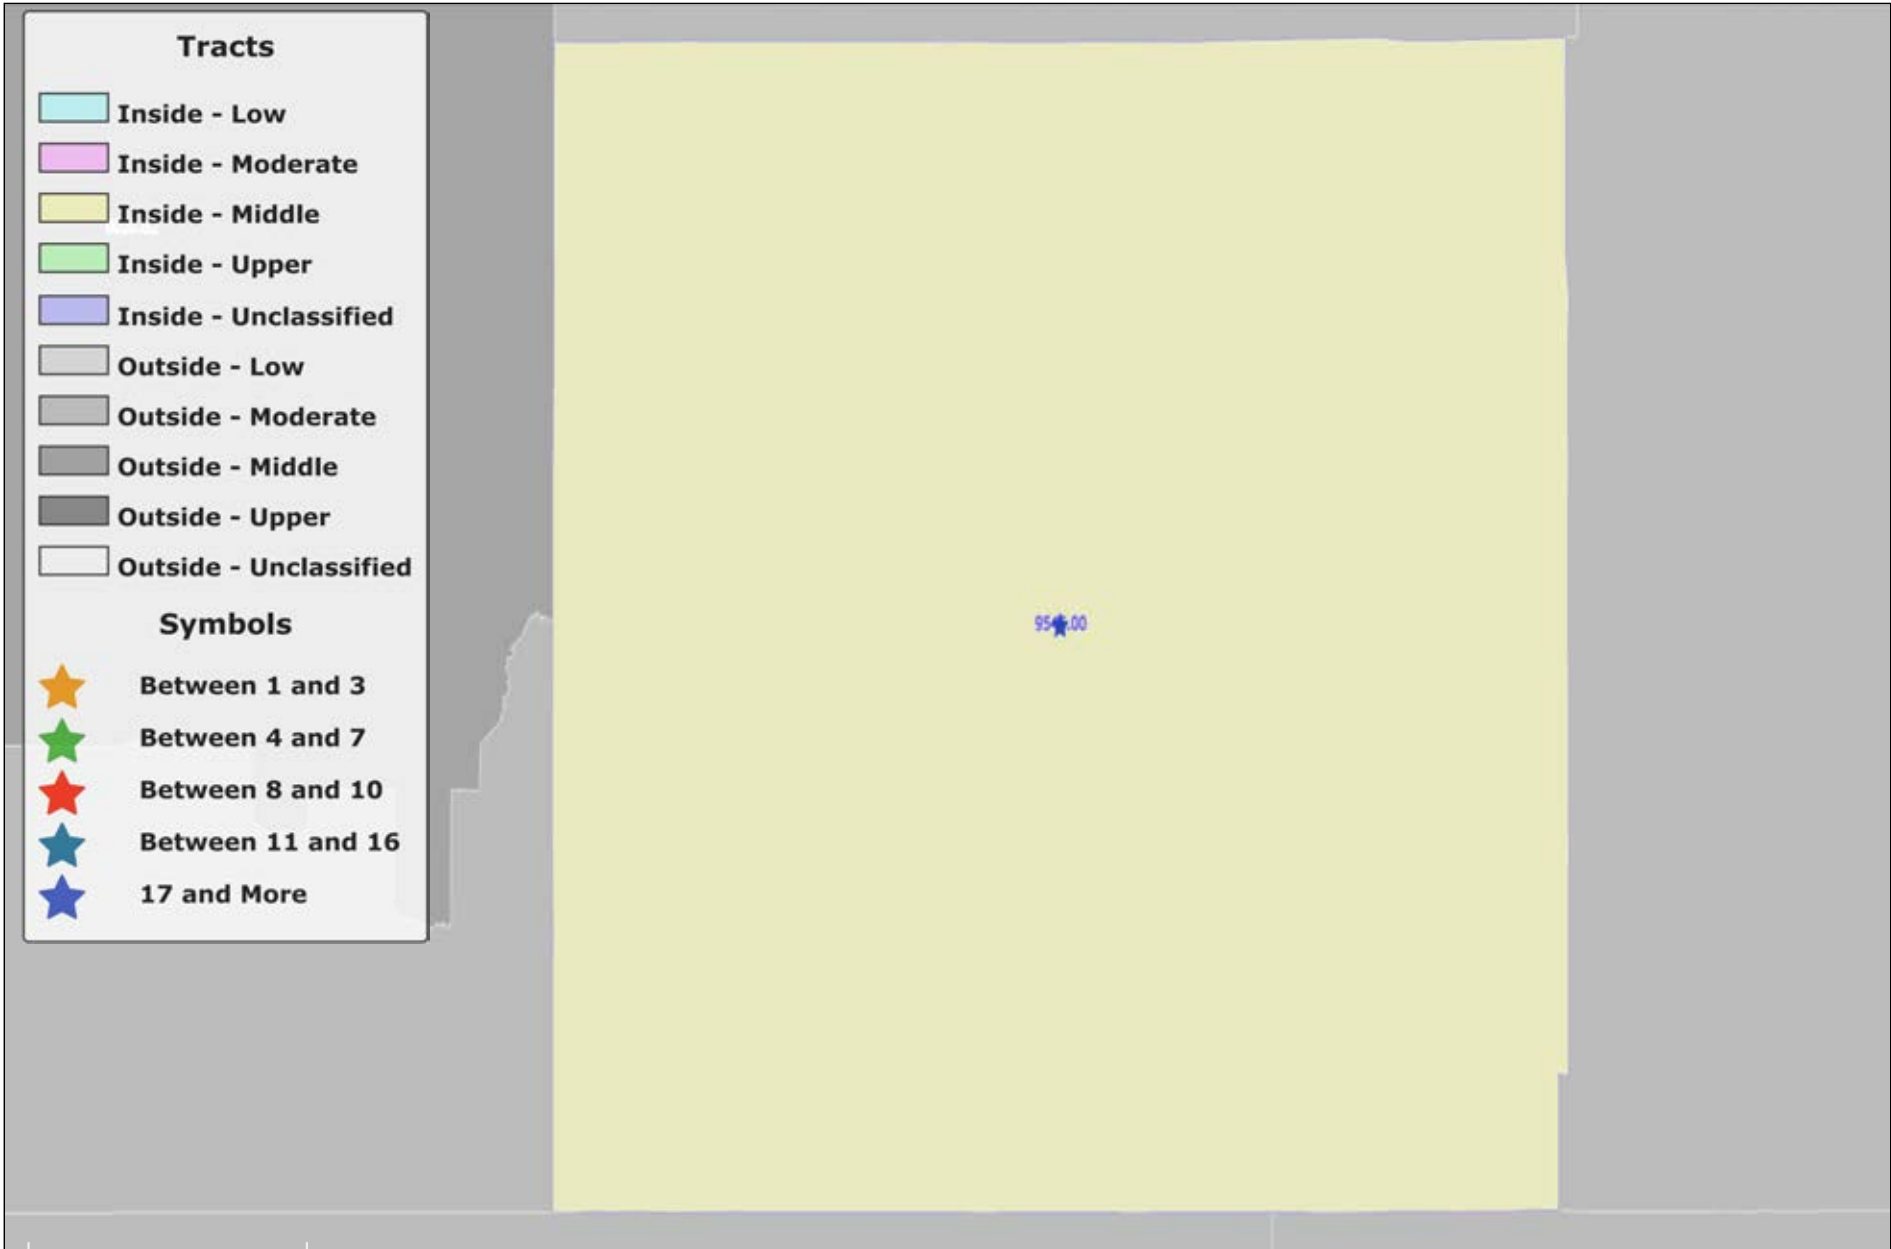 Tracts
Inside - Low
Inside - Moderate
Inside - Middle
Inside - Upper
Inside - Unclassified
Outside - Low
Outside - Moderate
Outside - Middle
Outside - Upper
Outside - Unclassified
Symbols
Between 1 and 3
Between 4 and 7
Between 8 and 10
Between 11 and 16
17 and More